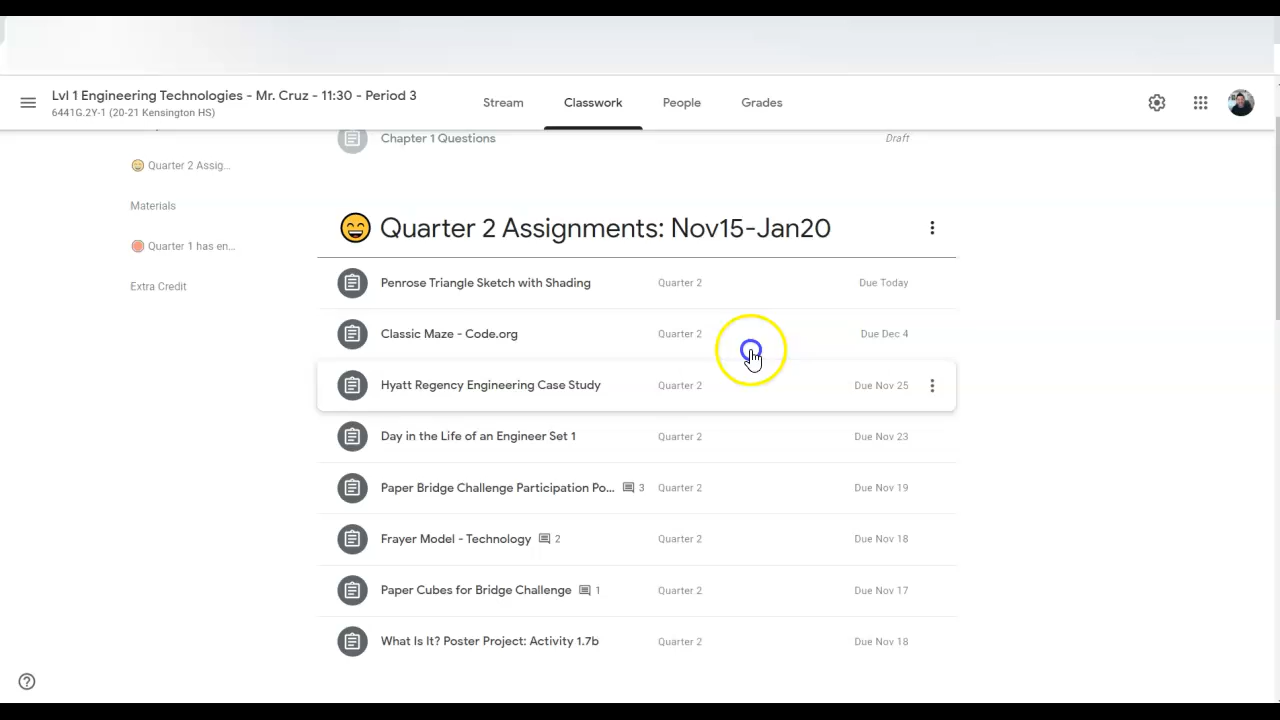 Lvl 1 Engineering Technologies - Mr. Cruz - 11:30 - Period 3
6441G.2Y-1 (20-21 Kensington HS)
Stream
Classwork
People
Grades
Chapter 1 Questions
Draft
Quarter 2 Assig...
Materials
Quarter 1 has en...
Extra Credit
Quarter 2 Assignments: Nov15-Jan20
Penrose Triangle Sketch with Shading Quarter 2 Due Today
Classic Maze - Code.org Quarter 2 Due Dec 4
Hyatt Regency Engineering Case Study Quarter 2 Due Nov 25
Day in the Life of an Engineer Set 1 Quarter 2 Due Nov 23
Paper Bridge Challenge Participation Po... 3 Quarter 2 Due Nov 19
Frayer Model - Technology 2 Quarter 2 Due Nov 18
Paper Cubes for Bridge Challenge 1 Quarter 2 Due Nov 17
What Is It? Poster Project: Activity 1.7b Quarter 2 Due Nov 18